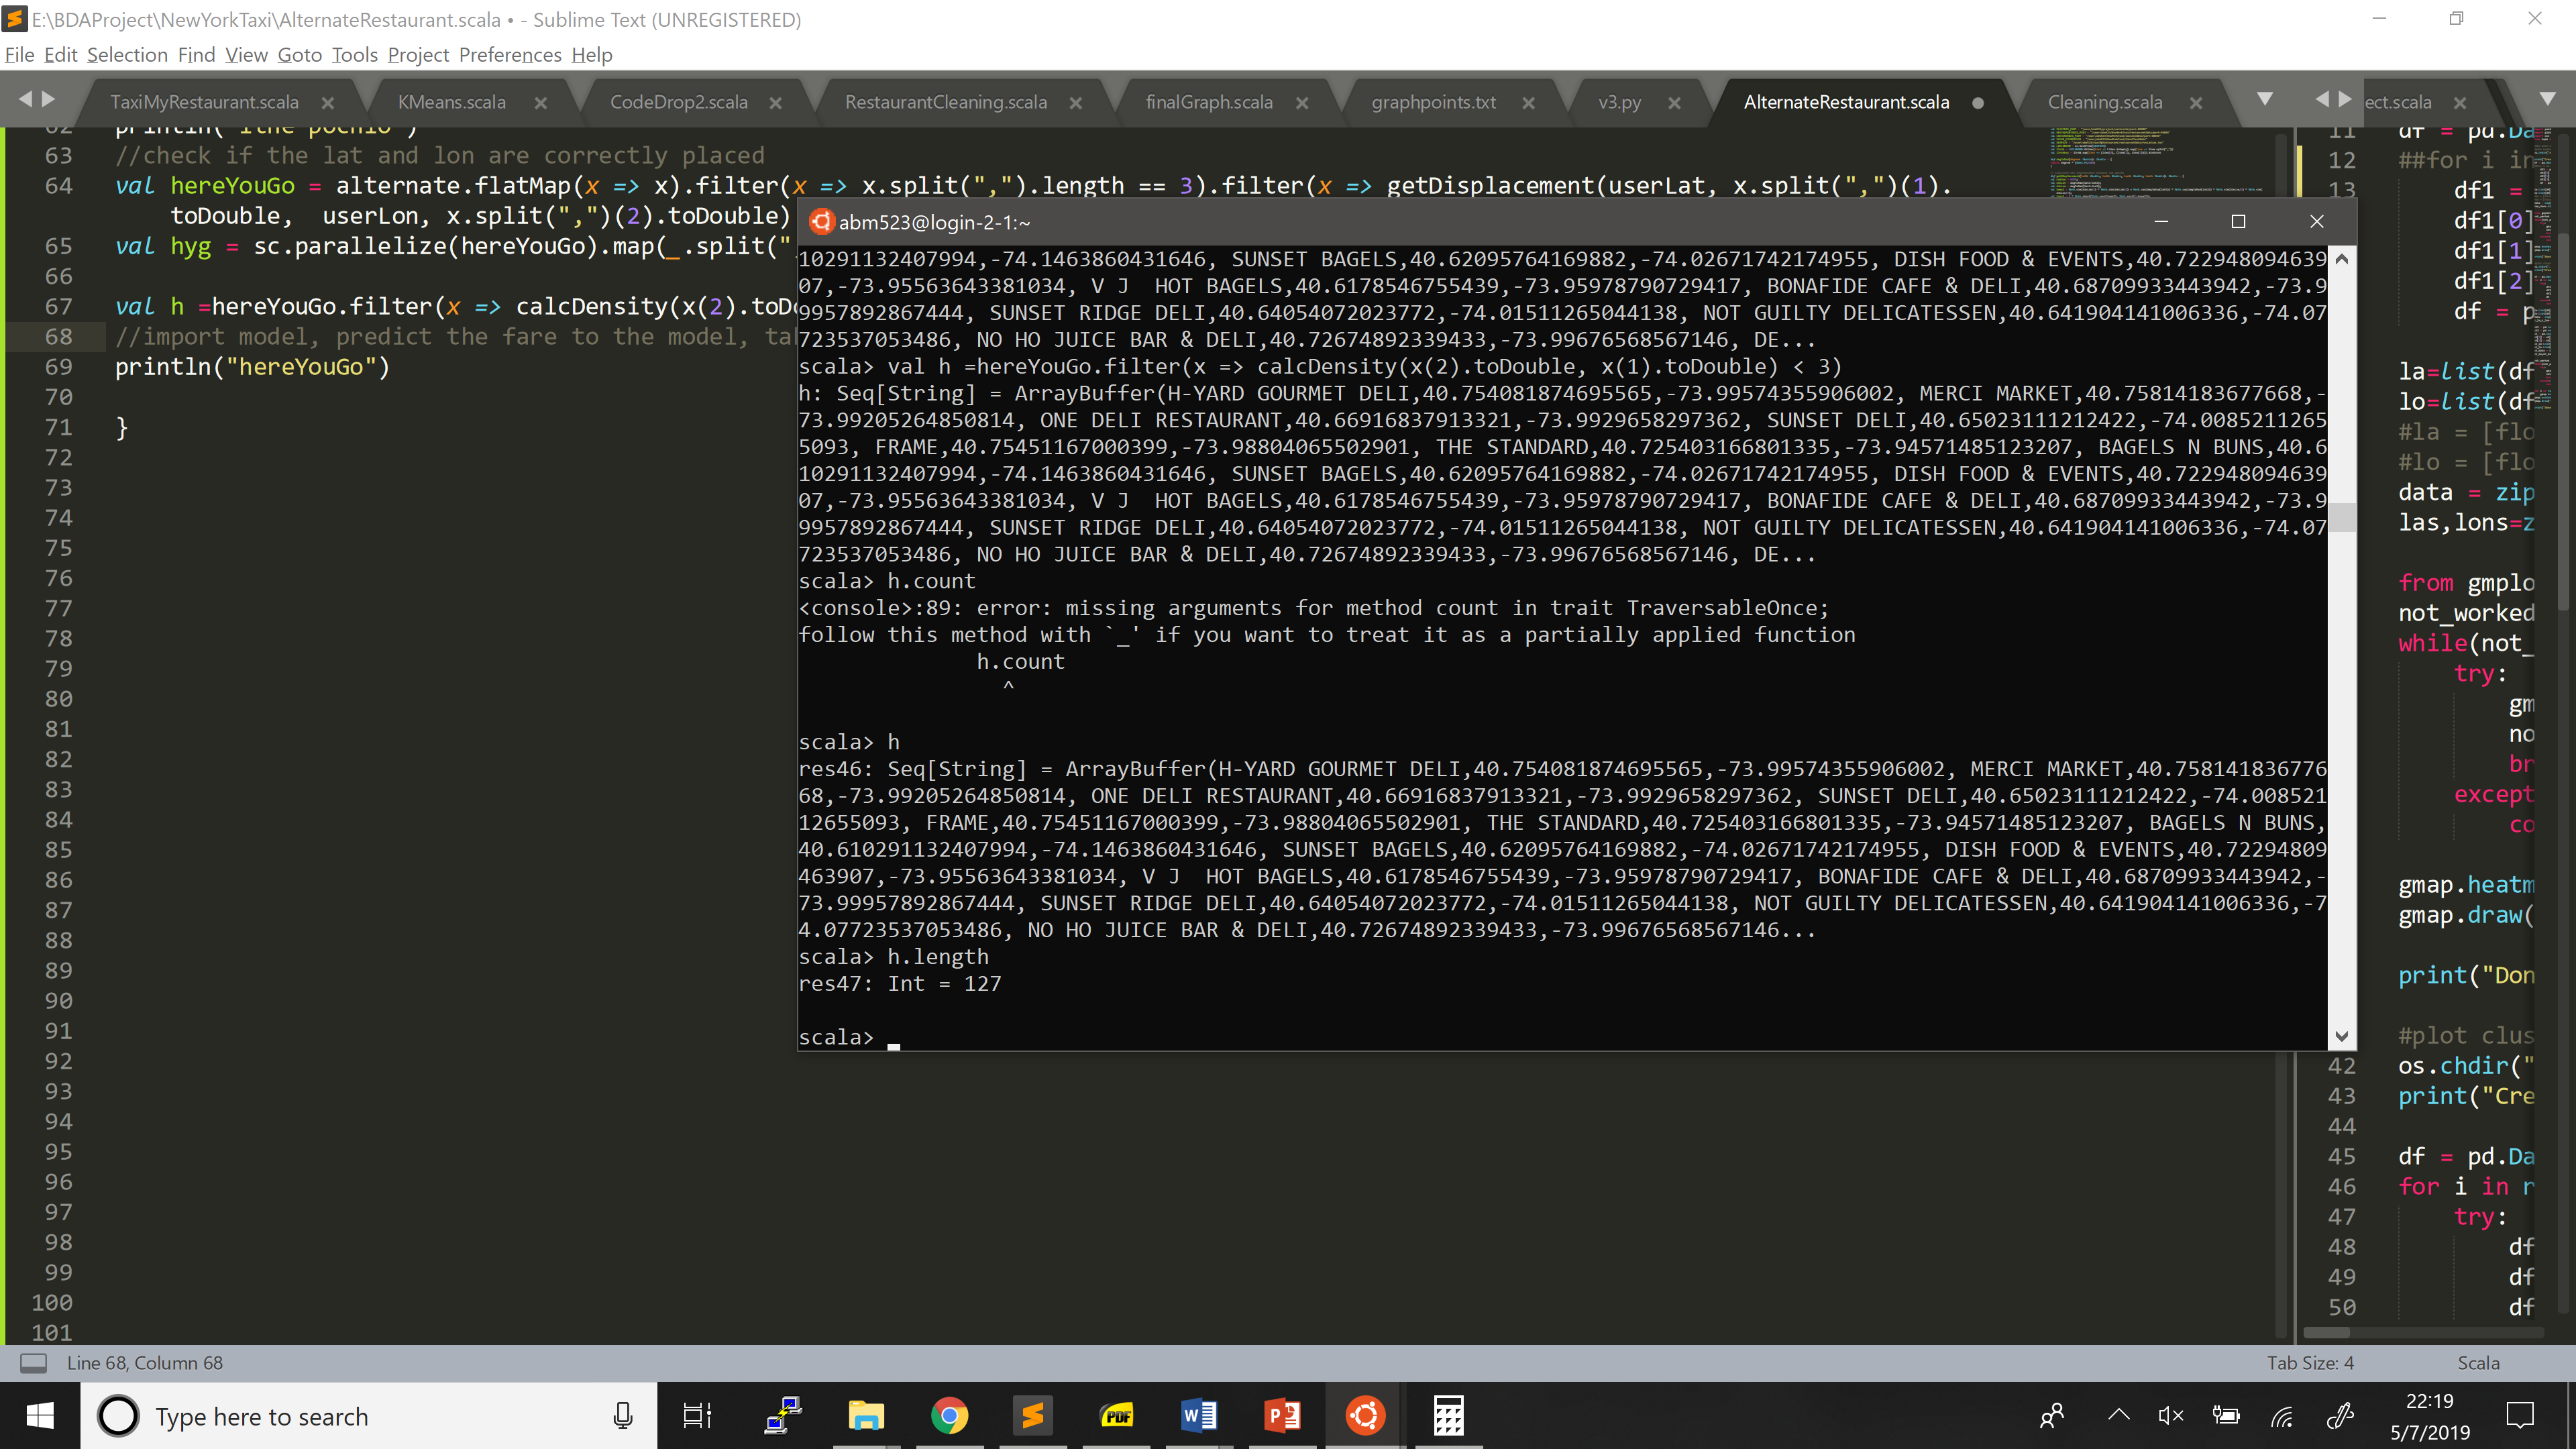 E:\BDAProject\NewYorkTaxi\AlternateRestaurant.scala • - Sublime Text (UNREGISTERED)
File Edit Selection Find View Goto Tools Project Preferences Help
TaxiMyRestaurant.scala KMeans.scala CodeDrop2.scala RestaurantCleaning.scala finalGraph.scala graphpoints.txt v3.py AlternateRestaurant.scala Cleaning.scala ect.scala
63 //check if the lat and lon are correctly placed
64 val hereYouGo = alternate.flatMap(x => x).filter(x => x.split(",").length == 3).filter(x => getDisplacement(userLat, x.split(",")(1).
toDouble, userLon, x.split(",")(2).toDouble)
65 val hyg = sc.parallelize(hereYouGo).map(_.split("
66
67 val h =hereYouGo.filter(x => calcDensity(x(2).toDo
68 //import model, predict the fare to the model, ta
69 println("hereYouGo")
70
71 }
72
73
74
75
76
77
78
79
80
81
82
83
84
85
86
87
88
89
90
91
92
93
94
95
96
97
98
99
100
101
abm523@login-2-1:~
10291132407994,-74.1463860431646, SUNSET BAGELS,40.62095764169882,-74.02671742174955, DISH FOOD & EVENTS,40.722948094639
07,-73.95563643381034, V J  HOT BAGELS,40.6178546755439,-73.95978790729417, BONAFIDE CAFE & DELI,40.68709933443942,-73.9
9957892867444, SUNSET RIDGE DELI,40.64054072023772,-74.01511265044138, NOT GUILTY DELICATESSEN,40.641904141006336,-74.07
723537053486, NO HO JUICE BAR & DELI,40.72674892339433,-73.99676568567146, DE...
scala> val h =hereYouGo.filter(x => calcDensity(x(2).toDouble, x(1).toDouble) < 3)
h: Seq[String] = ArrayBuffer(H-YARD GOURMET DELI,40.754081874695565,-73.99574355906002, MERCI MARKET,40.75814183677668,-
73.99205264850814, ONE DELI RESTAURANT,40.66916837913321,-73.9929658297362, SUNSET DELI,40.65023111212422,-74.0085211265
5093, FRAME,40.75451167000399,-73.98804065502901, THE STANDARD,40.725403166801335,-73.94571485123207, BAGELS N BUNS,40.6
10291132407994,-74.1463860431646, SUNSET BAGELS,40.62095764169882,-74.02671742174955, DISH FOOD & EVENTS,40.722948094639
07,-73.95563643381034, V J  HOT BAGELS,40.6178546755439,-73.95978790729417, BONAFIDE CAFE & DELI,40.68709933443942,-73.9
9957892867444, SUNSET RIDGE DELI,40.64054072023772,-74.01511265044138, NOT GUILTY DELICATESSEN,40.641904141006336,-74.07
723537053486, NO HO JUICE BAR & DELI,40.72674892339433,-73.99676568567146, DE...
scala> h.count
<console>:89: error: missing arguments for method count in trait TraversableOnce;
follow this method with `_' if you want to treat it as a partially applied function
h.count
^
scala> h
res46: Seq[String] = ArrayBuffer(H-YARD GOURMET DELI,40.754081874695565,-73.99574355906002, MERCI MARKET,40.758141836776
68,-73.99205264850814, ONE DELI RESTAURANT,40.66916837913321,-73.9929658297362, SUNSET DELI,40.65023111212422,-74.008521
12655093, FRAME,40.75451167000399,-73.98804065502901, THE STANDARD,40.725403166801335,-73.94571485123207, BAGELS N BUNS,
40.610291132407994,-74.1463860431646, SUNSET BAGELS,40.62095764169882,-74.02671742174955, DISH FOOD & EVENTS,40.72294809
463907,-73.95563643381034, V J  HOT BAGELS,40.6178546755439,-73.95978790729417, BONAFIDE CAFE & DELI,40.68709933443942,-
73.99957892867444, SUNSET RIDGE DELI,40.64054072023772,-74.01511265044138, NOT GUILTY DELICATESSEN,40.641904141006336,-7
4.07723537053486, NO HO JUICE BAR & DELI,40.72674892339433,-73.99676568567146...
scala> h.length
res47: Int = 127
scala>
11 df = pd.Da
12 ##for i in
13 df1 =
df1[0]
df1[1]
df1[2]
df = p
la=list(df
lo=list(df
#la = [flo
#lo = [flo
data = zip
las,lons=z
from gmplo
not_worked
while(not_
try:
gm
no
br
except
co
gmap.heatm
gmap.draw(
print("Don
#plot clus
42 os.chdir("
43 print("Cre
44
45 df = pd.Da
46 for i in r
47 try:
48 df
49 df
50 df
Line 68, Column 68
Tab Size: 4
Scala
Type here to search
22:19
5/7/2019